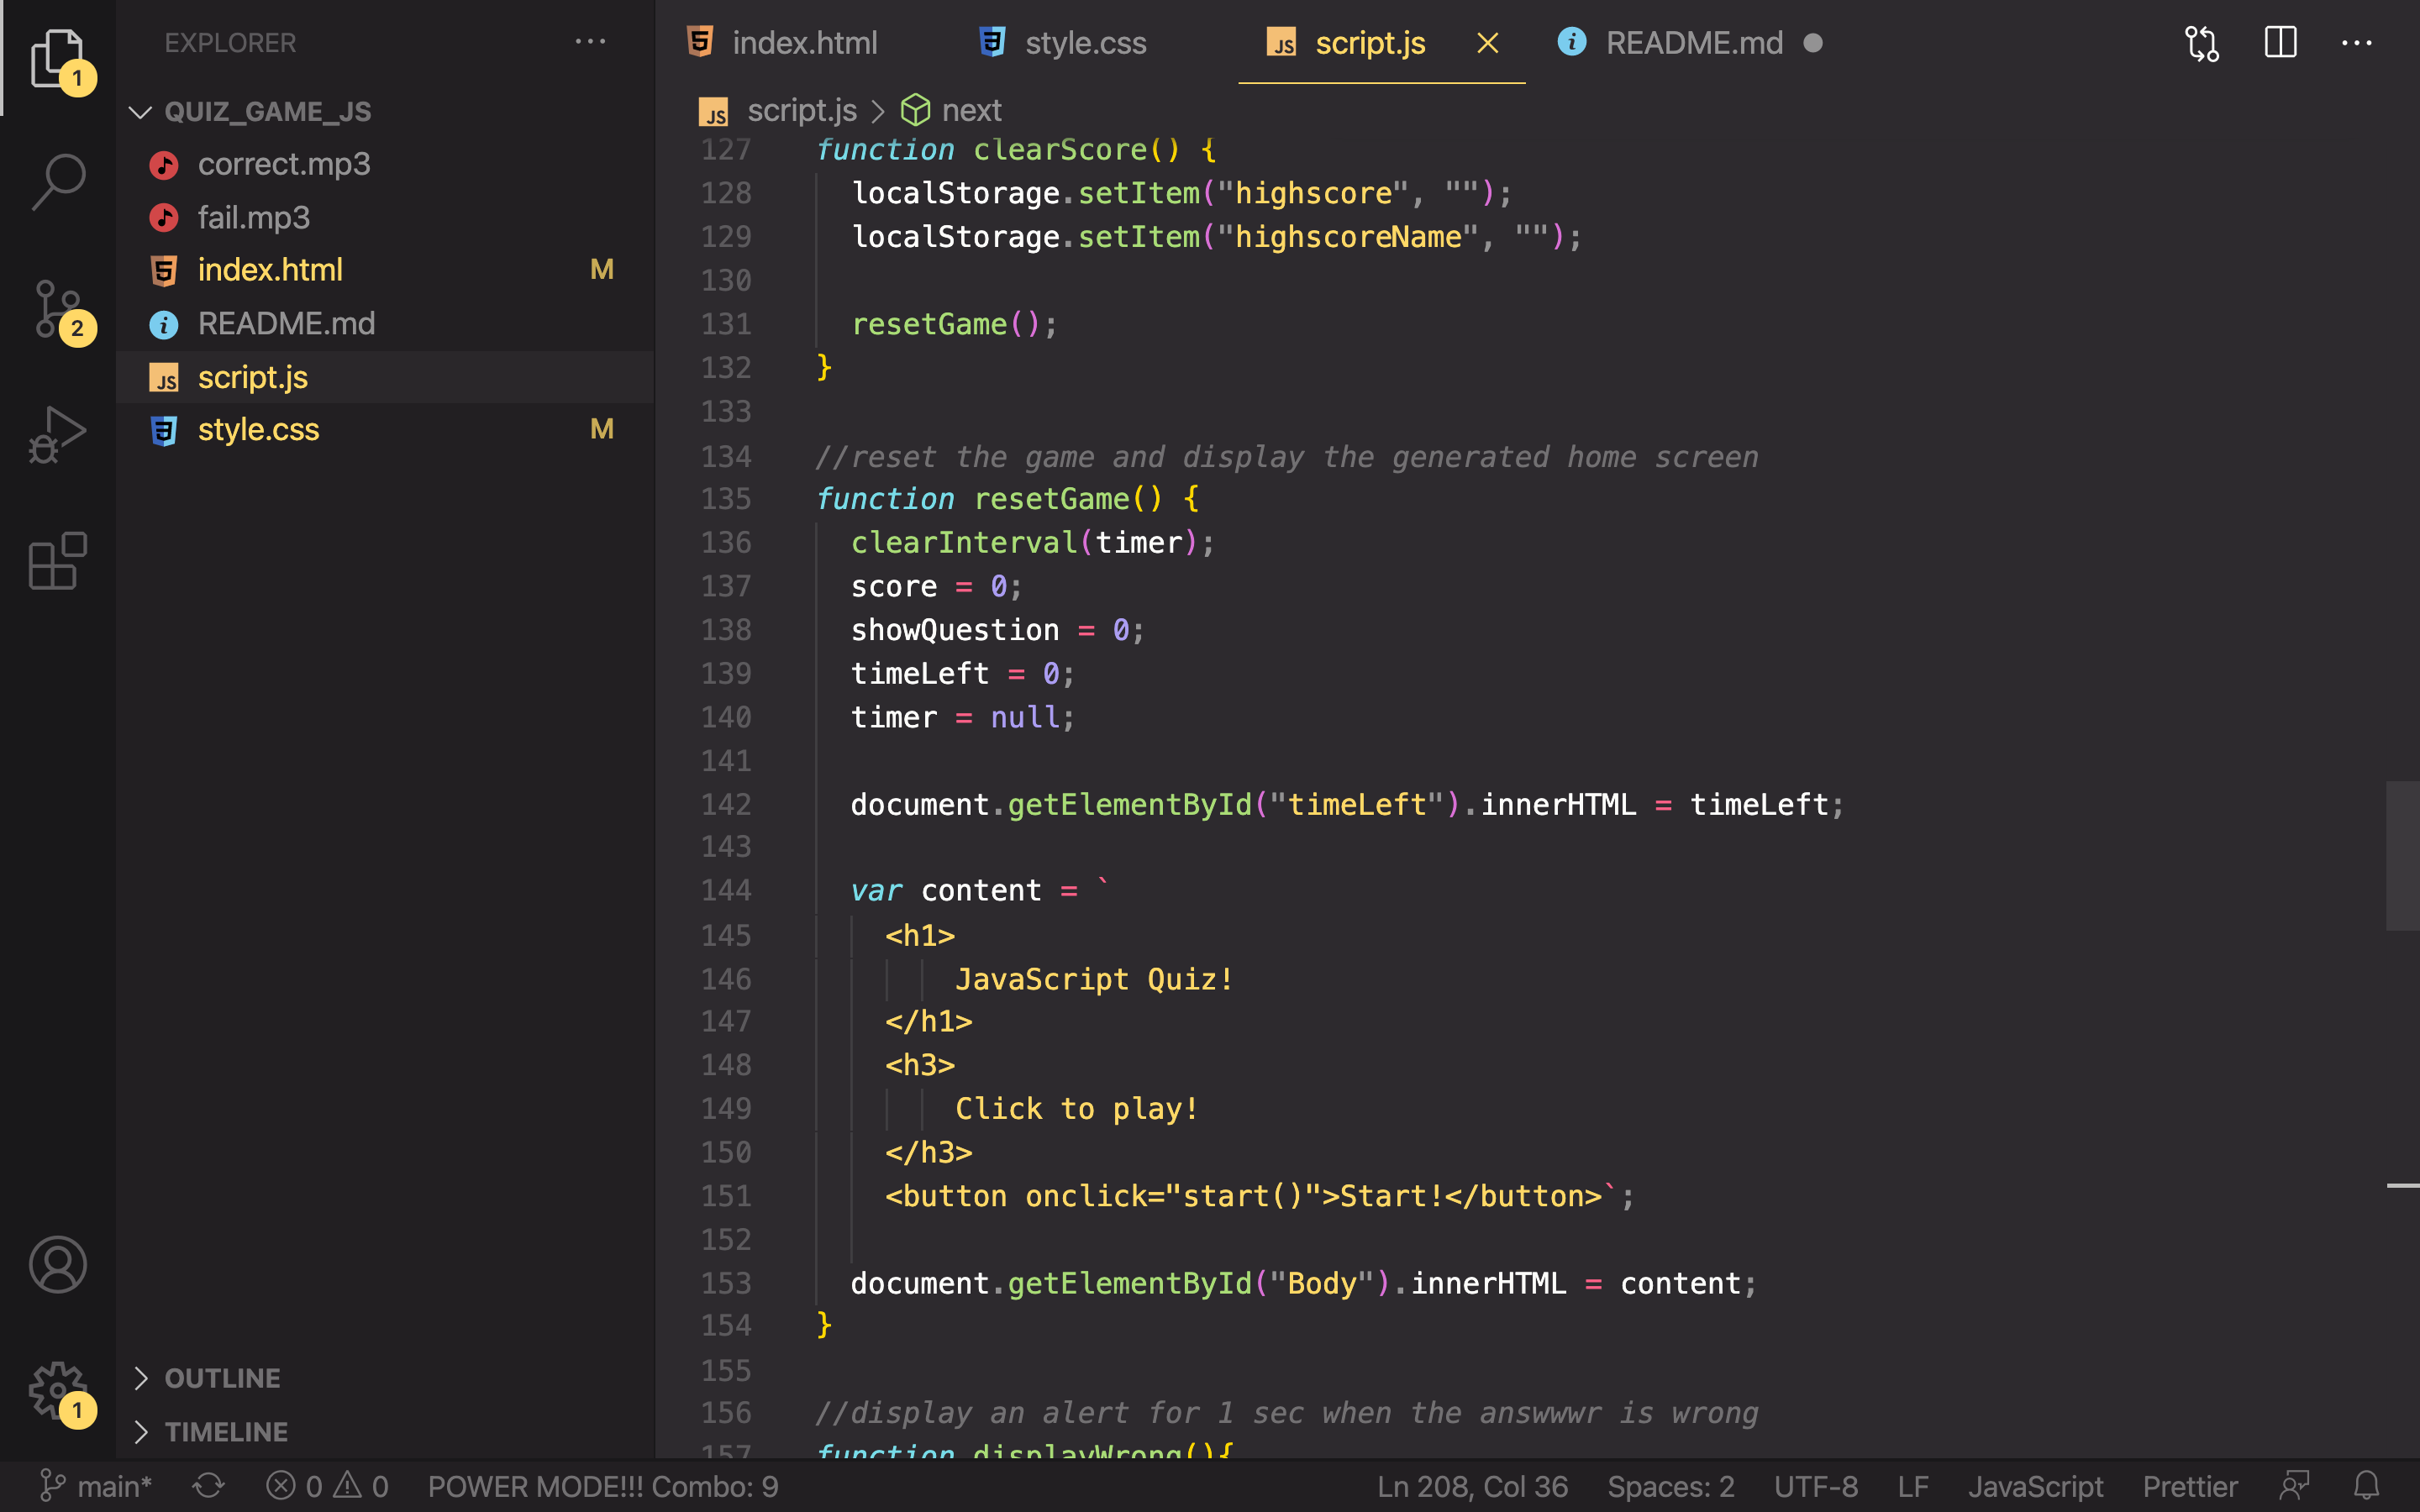 EXPLORER
QUIZ_GAME_JS
correct.mp3
fail.mp3
index.html M
README.md
script.js
style.css M
OUTLINE
TIMELINE
1
2
1
index.html style.css script.js README.md
script.js > next
127 function clearScore() {
128 localStorage.setItem("highscore", "");
129 localStorage.setItem("highscoreName", "");
130
131 resetGame();
132 }
133
134 //reset the game and display the generated home screen
135 function resetGame() {
136 clearInterval(timer);
137 score = 0;
138 showQuestion = 0;
139 timeLeft = 0;
140 timer = null;
141
142 document.getElementById("timeLeft").innerHTML = timeLeft;
143
144 var content = `
145 <h1>
146 JavaScript Quiz!
147 </h1>
148 <h3>
149 Click to play!
150 </h3>
151 <button onclick="start()">Start!</button>`;
152
153 document.getElementById("Body").innerHTML = content;
154 }
155
156 //display an alert for 1 sec when the answwwr is wrong
157 function displayWrong(){
main* 0 0 POWER MODE!!! Combo: 9 Ln 208, Col 36 Spaces: 2 UTF-8 LF JavaScript Prettier